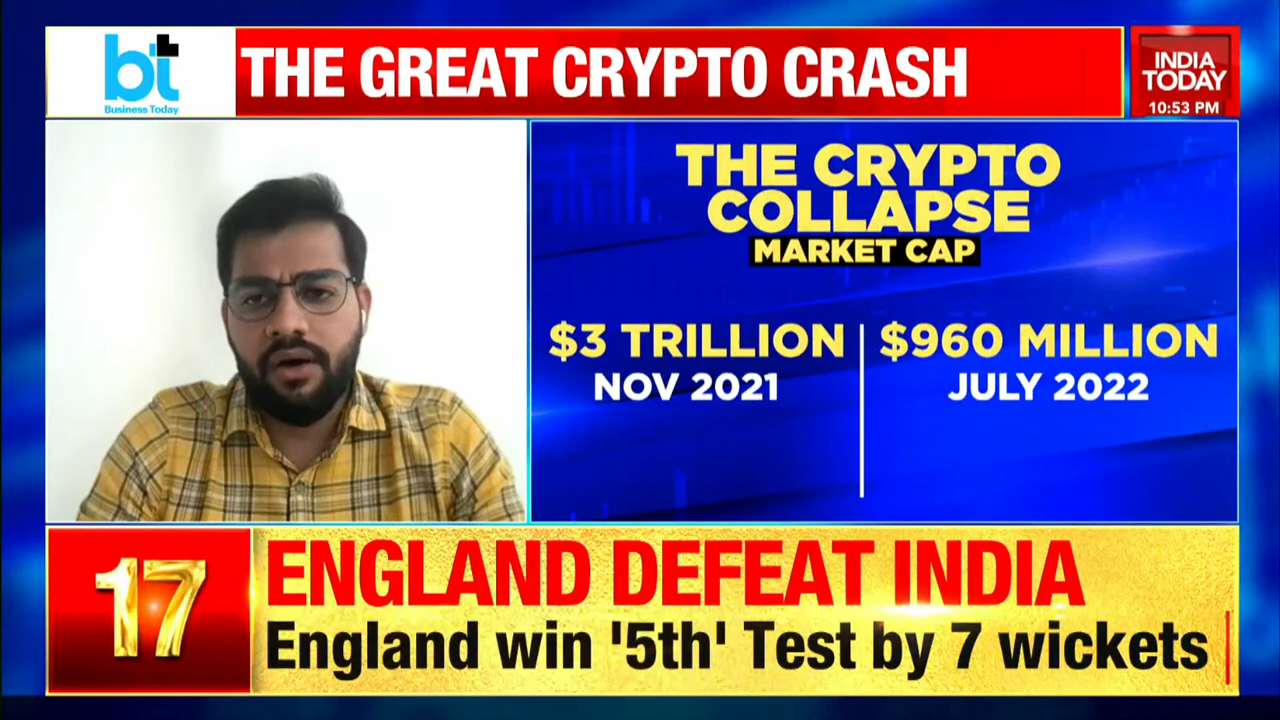 bt
Business Today
THE GREAT CRYPTO CRASH
INDIA
TODAY
10:53 PM
THE CRYPTO
COLLAPSE
MARKET CAP
$3 TRILLION
NOV 2021
$960 MILLION
JULY 2022
17
ENGLAND DEFEAT INDIA
England win '5th' Test by 7 wickets